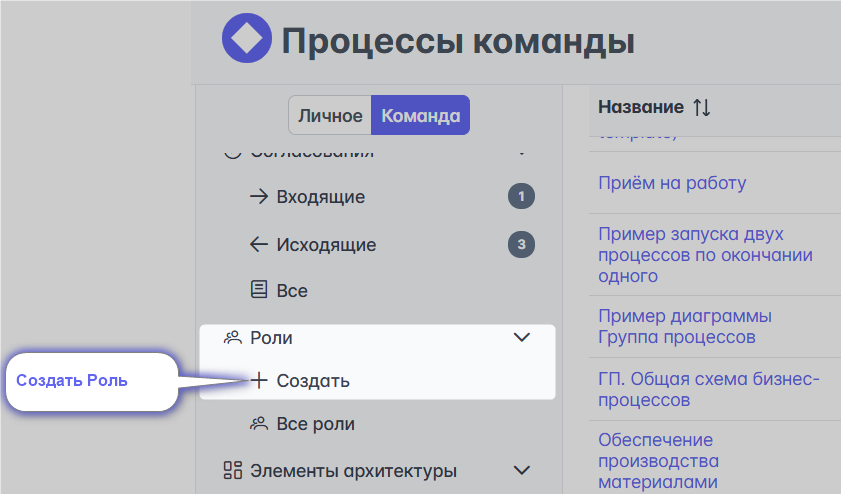 Процессы команды
Личное
Команда
Согласования
Входящие
1
Исходящие
3
Все
Роли
Создать
Создать Роль
Все роли
Элементы архитектуры
Название
template)
Приём на работу
Пример запуска двух
процессов по окончании
одного
Пример диаграммы
Группа процессов
ГП. Общая схема бизнес-
процессов
Обеспечение
производства
материалами